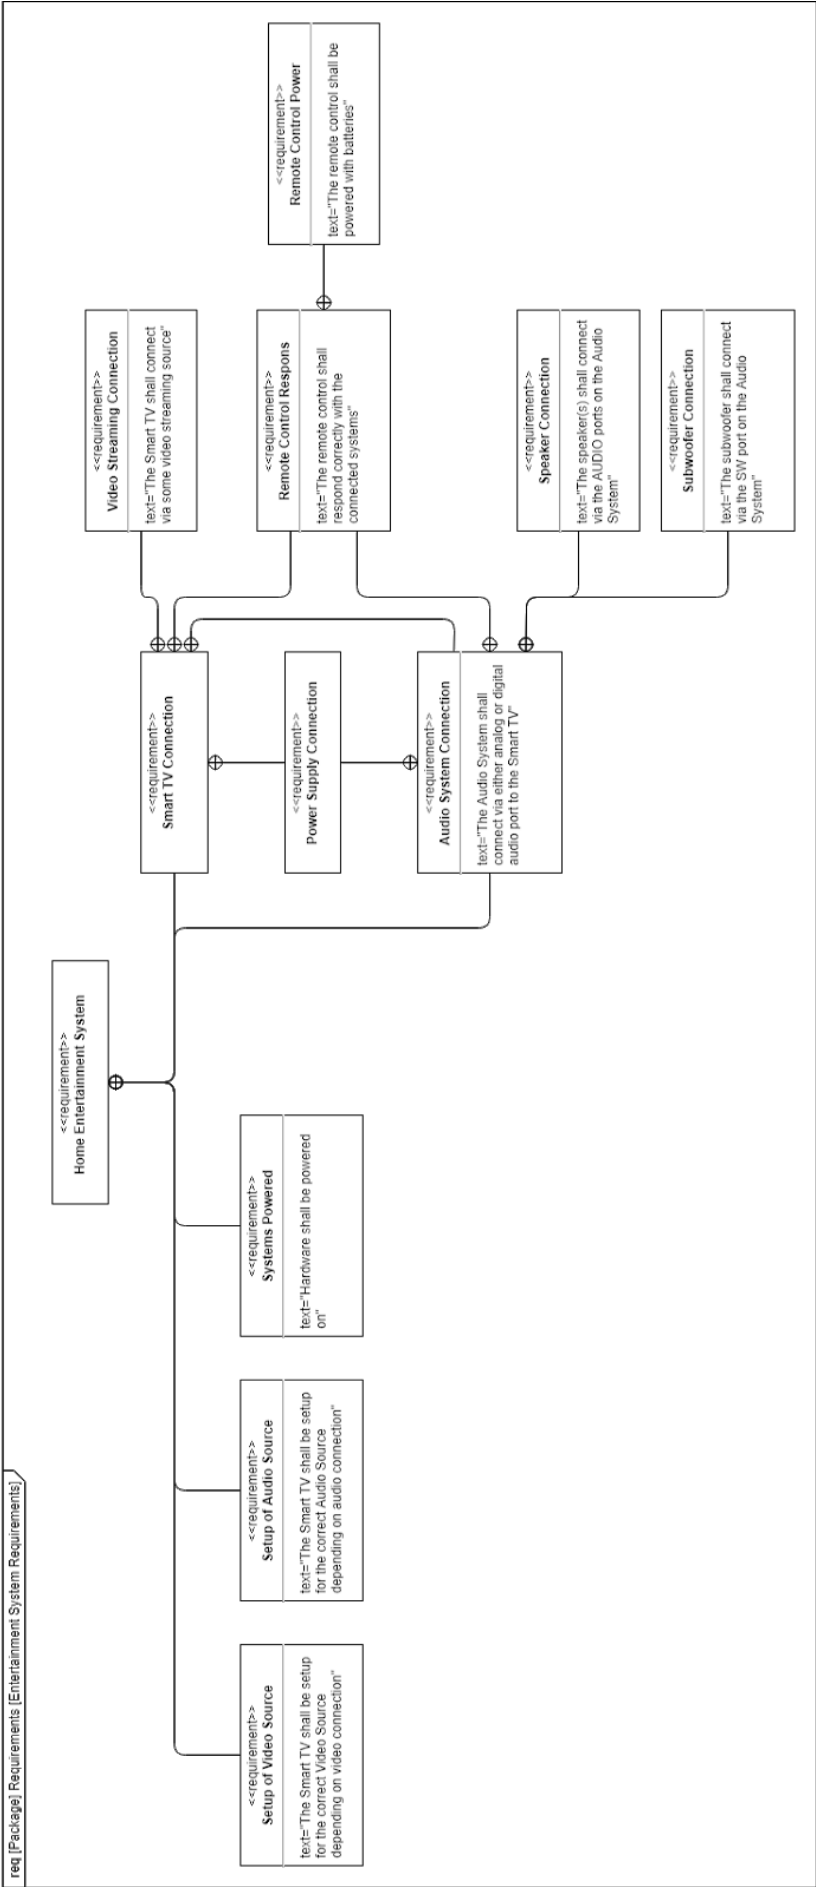 req [Package] Requirements [Entertainment System Requirements]
<<requirement>>
Home Entertainment System
<<requirement>>
Setup of Video Source
text="The Smart TV shall be setup
for the correct Video Source
depending on video connection"
<<requirement>>
Setup of Audio Source
text="The Smart TV shall be setup
for the correct Audio Source
depending on audio connection"
<<requirement>>
Systems Powered
text="Hardware shall be powered
on"
<<requirement>>
Smart TV Connection
<<requirement>>
Power Supply Connection
<<requirement>>
Audio System Connection
text="The Audio System shall
connect via either analog or digital
audio port to the Smart TV"
<<requirement>>
Video Streaming Connection
text="The Smart TV shall connect
via some video streaming source"
<<requirement>>
Remote Control Respons
text="The remote control shall
respond correctly with the
connected systems"
<<requirement>>
Speaker Connection
text="The speaker(s) shall connect
via the AUDIO ports on the Audio
System"
<<requirement>>
Subwoofer Connection
text="The subwoofer shall connect
via the SW port on the Audio
System"
<<requirement>>
Remote Control Power
text="The remote control shall be
powered with batteries"